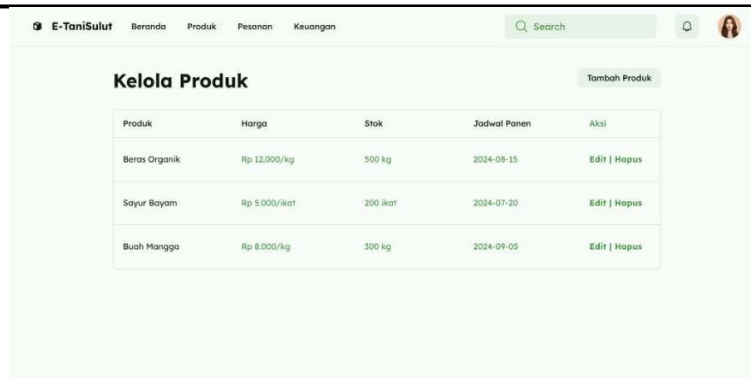 E-TaniSulut Beranda Produk Pesanan Keuangan Search
Kelola Produk Tambah Produk
Produk Harga Stok Jadwal Panen Aksi
Beras Organik Rp 12.000/kg 500 kg 2024-08-15 Edit | Hapus
Sayur Bayam Rp 5.000/ikat 200 ikat 2024-07-20 Edit | Hapus
Buah Mangga Rp 8.000/kg 300 kg 2024-09-05 Edit | Hapus